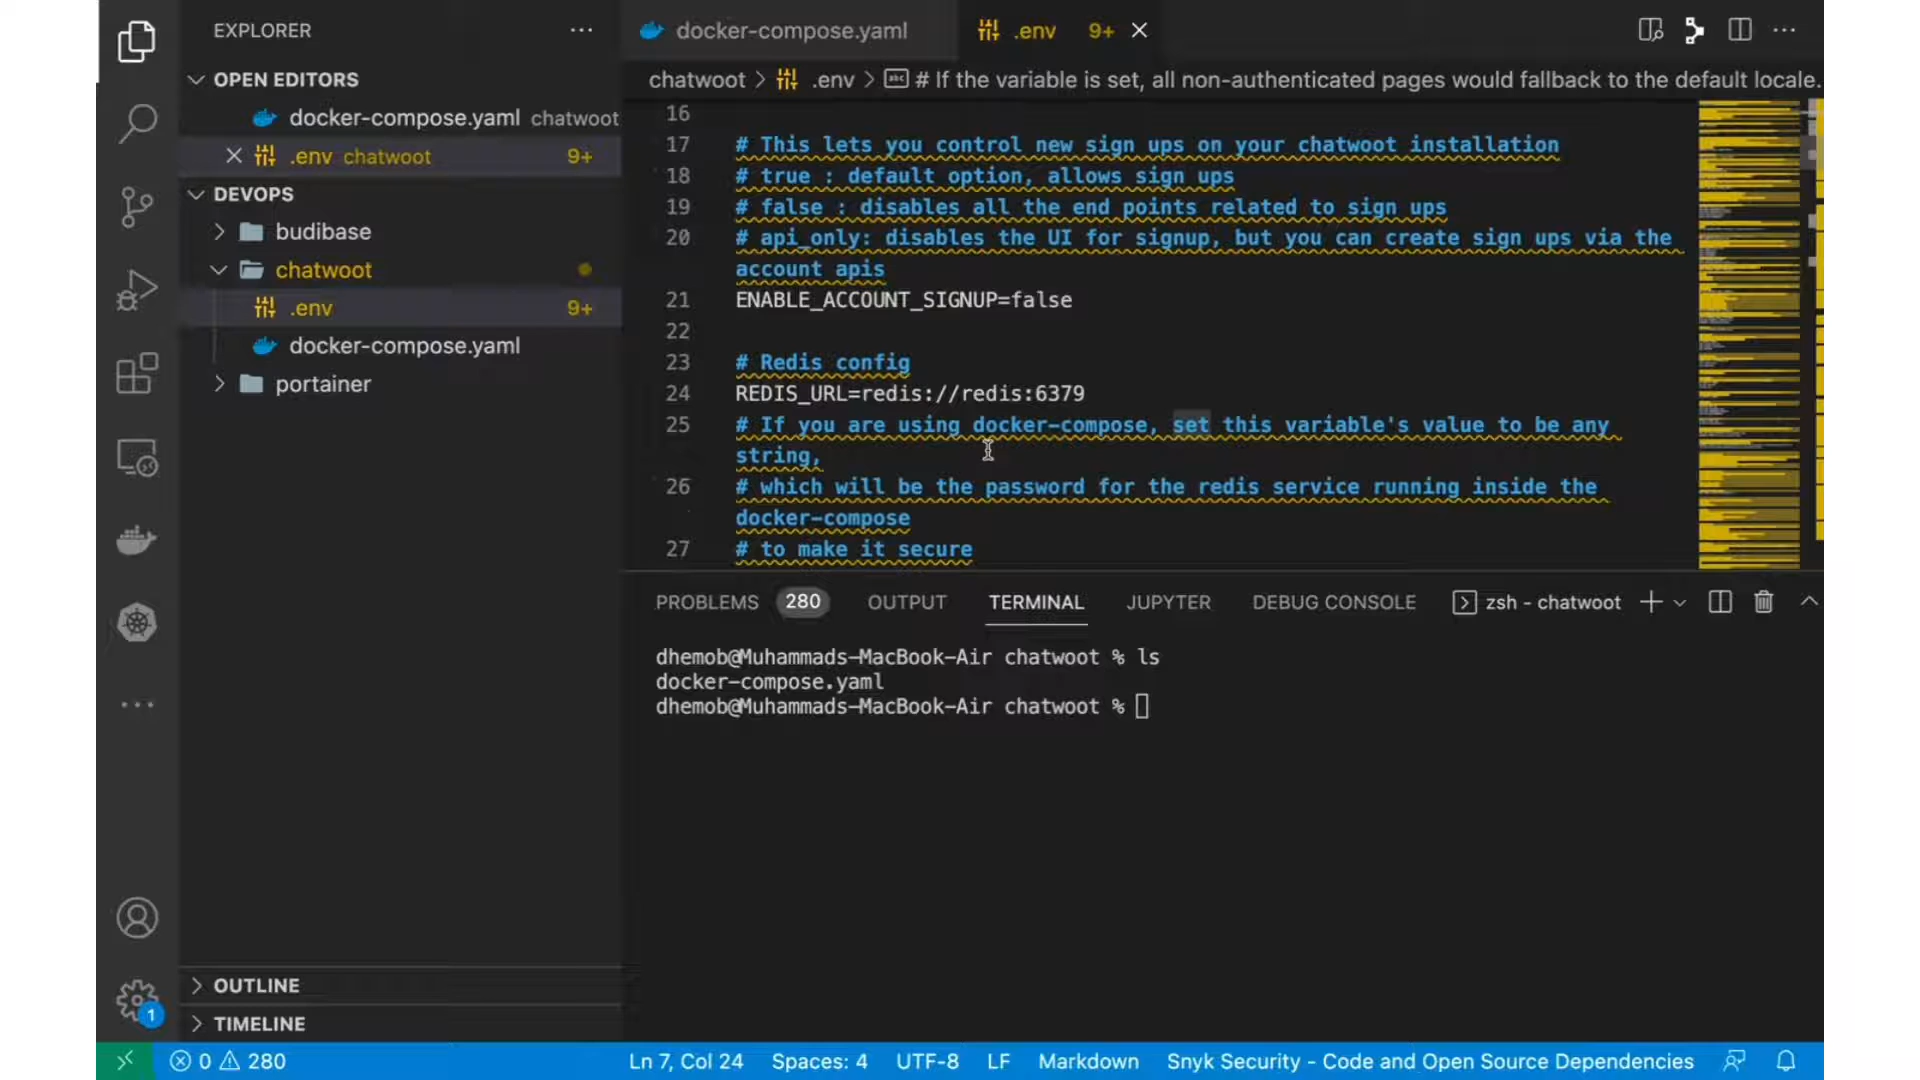 EXPLORER
OPEN EDITORS
docker-compose.yaml chatwoot
.env chatwoot 9+
DEVOPS
budibase
chatwoot
.env 9+
docker-compose.yaml
portainer
OUTLINE
TIMELINE
docker-compose.yaml
.env 9+
chatwoot > .env > # If the variable is set, all non-authenticated pages would fallback to the default locale.
16
17 # This lets you control new sign ups on your chatwoot installation
18 # true : default option, allows sign ups
19 # false : disables all the end points related to sign ups
20 # api_only: disables the UI for signup, but you can create sign ups via the
account apis
21 ENABLE_ACCOUNT_SIGNUP=false
22
23 # Redis config
24 REDIS_URL=redis://redis:6379
25 # If you are using docker-compose, set this variable's value to be any
string,
26 # which will be the password for the redis service running inside the
docker-compose
27 # to make it secure
PROBLEMS 280 OUTPUT TERMINAL JUPYTER DEBUG CONSOLE zsh - chatwoot
dhemob@Muhammads-MacBook-Air chatwoot % ls
docker-compose.yaml
dhemob@Muhammads-MacBook-Air chatwoot %
1
0 280 Ln 7, Col 24 Spaces: 4 UTF-8 LF Markdown Snyk Security - Code and Open Source Dependencies